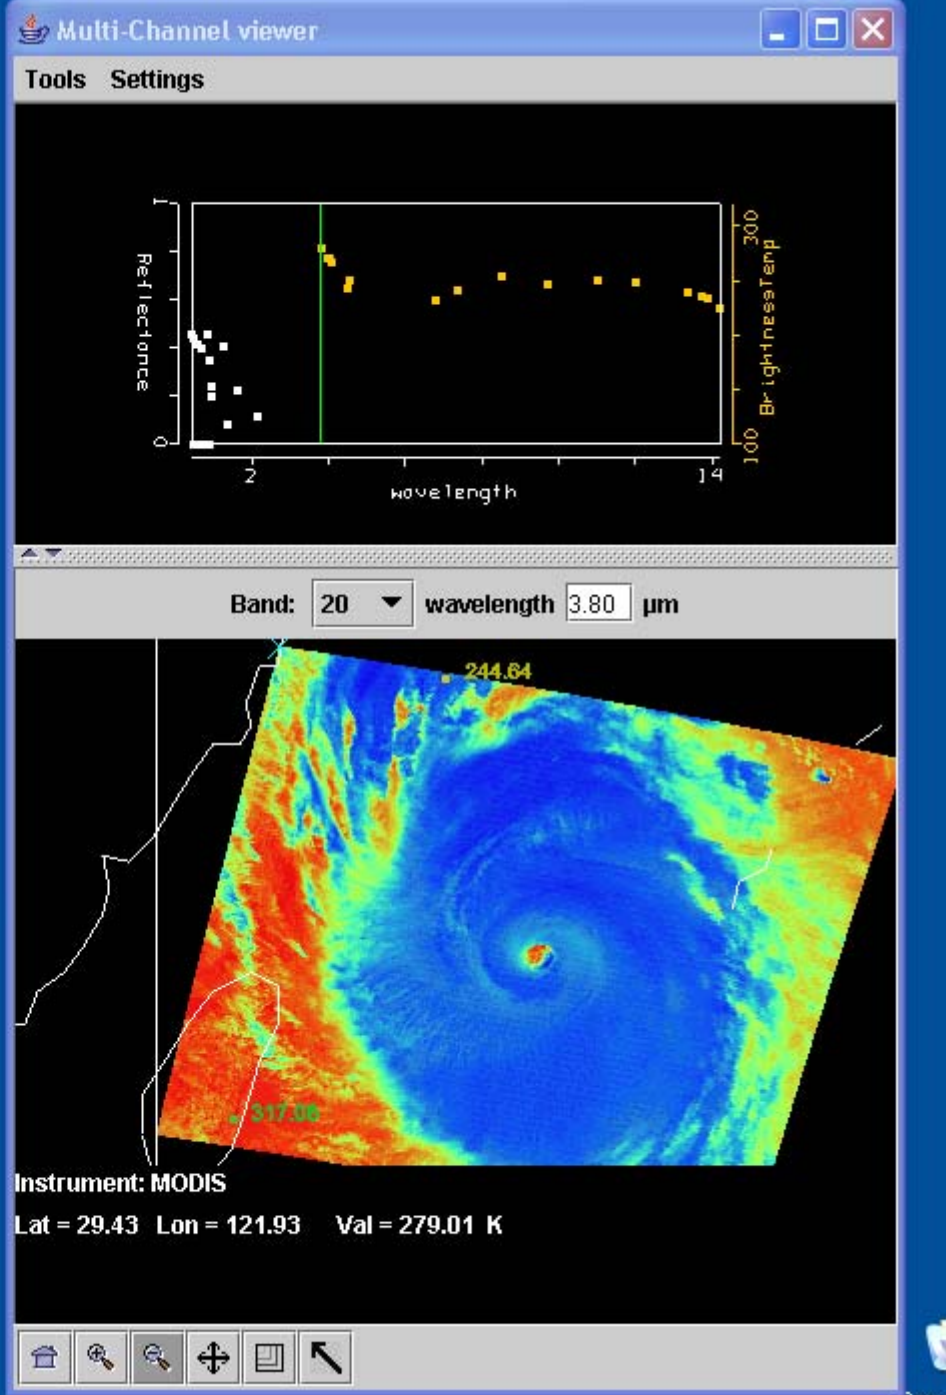 Multi-Channel viewer
Tools Settings
1
Reflectance
0
300
BrightnessTemp
100
2 14
wavelength
Band: 20 wavelength 3.80 µm
244.64
317.06
Instrument: MODIS
Lat = 29.43 Lon = 121.93 Val = 279.01 K